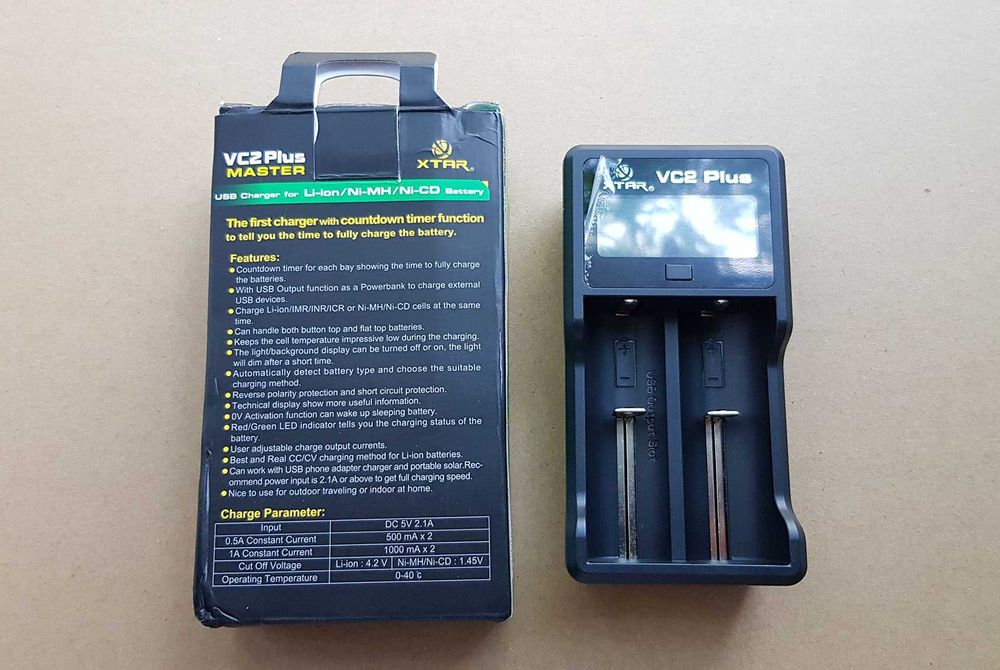 VC2 Plus
MASTER
XTAR®
USB Charger for Li-ion/Ni-MH/Ni-CD Battery
The first charger with countdown timer function
to tell you the time to fully charge the battery.
Features:
Countdown timer for each bay showing the time to fully charge
the batteries.
With USB Output function as a Powerbank to charge external
USB devices.
Charge Li-ion/IMR/INR/ICR or Ni-MH/Ni-CD cells at the same
time.
Can handle both button top and flat top batteries.
Keeps the cell temperature impressive low during the charging.
The light/background display can be turned off or on, the light
will dim after a short time.
Automatically detect battery type and choose the suitable
charging method.
Reverse polarity protection and short circuit protection.
Technical display show more useful information.
0V Activation function can wake up sleeping battery.
Red/Green LED indicator tells you the charging status of the
battery.
User adjustable charge output currents.
Best and Real CC/CV charging method for Li-ion batteries.
Can work with USB phone adapter charger and portable solar.Rec-
ommend power input is 2.1A or above to get full charging speed.
Nice to use for outdoor traveling or indoor at home.
Charge Parameter:
Input DC 5V 2.1A
0.5A Constant Current 500 mA x 2
1A Constant Current 1000 mA x 2
Cut Off Voltage Li-ion : 4.2 V Ni-MH/Ni-CD : 1.45V
Operating Temperature 0-40 ℃
XTAR® VC2 Plus
+ +
- -
USB Output Slot